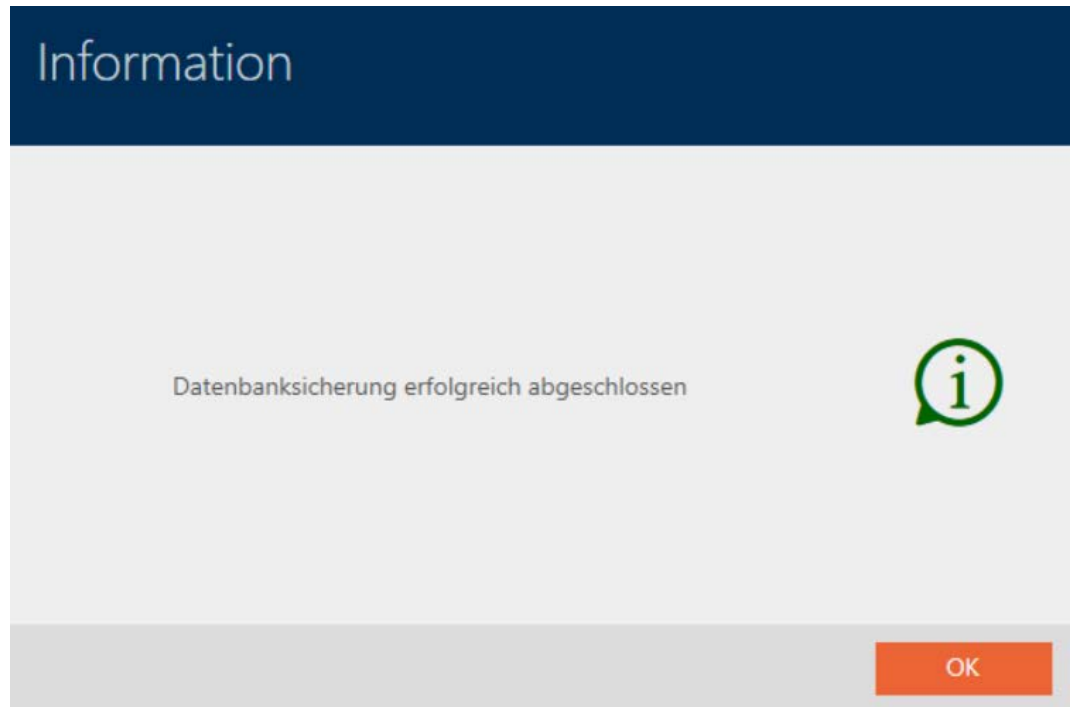 Information
Datenbanksicherung erfolgreich abgeschlossen
i
OK